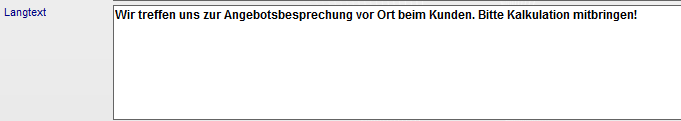 Langtext
Wir treffen uns zur Angebotsbesprechung vor Ort beim Kunden. Bitte Kalkulation mitbringen!